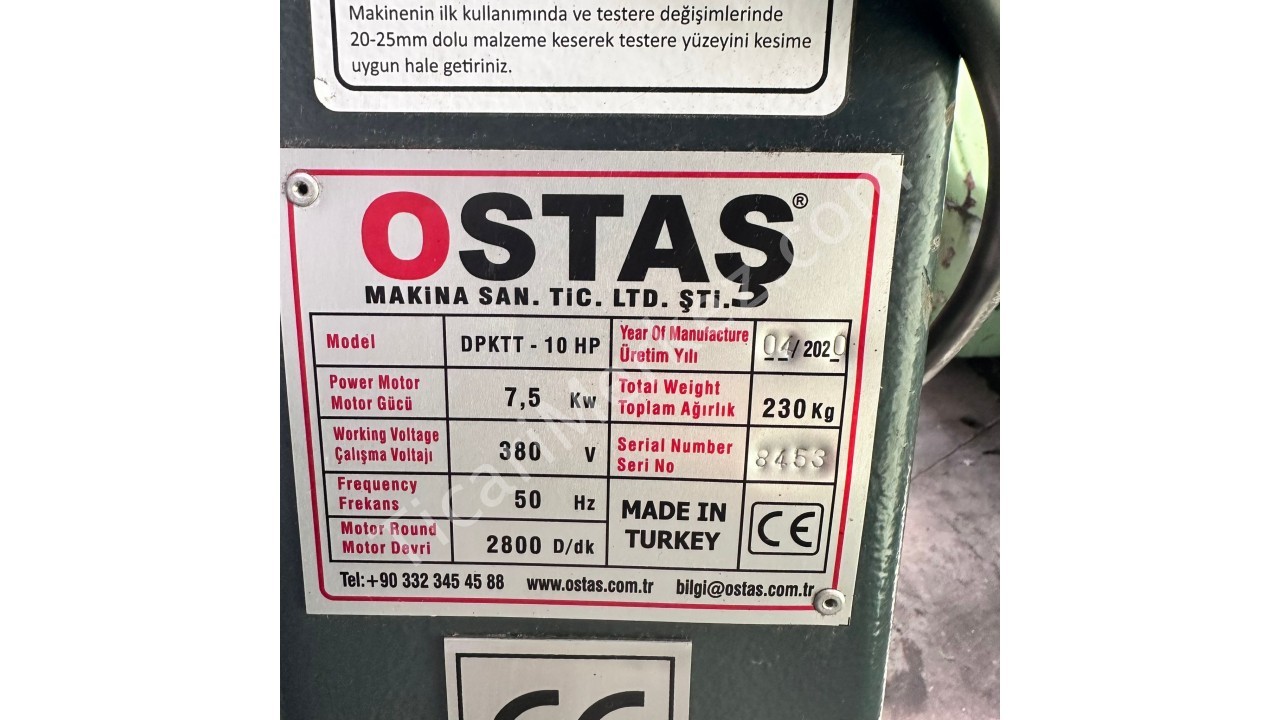 Makinenin ilk kullanımında ve testere değişimlerinde
20-25mm dolu malzeme keserek testere yüzeyini kesime
uygun hale getiriniz.
OSTAŞ®
MAKİNA SAN. TİC. LTD. ŞTİ.
Model DPKTT - 10 HP
Year Of Manufacture
Üretim Yılı
04/2020
Power Motor
Motor Gücü
7,5 Kw
Total Weight
Toplam Ağırlık
230 Kg
Working Voltage
Çalışma Voltajı
380 V
Serial Number
Seri No
8453
Frequency
Frekans
50 Hz
MADE IN
TURKEY
CE
Motor Round
Motor Devri
2800 D/dk
Tel:+90 332 345 45 88 www.ostas.com.tr bilgi@ostas.com.tr
CE
TicariMerkez.com